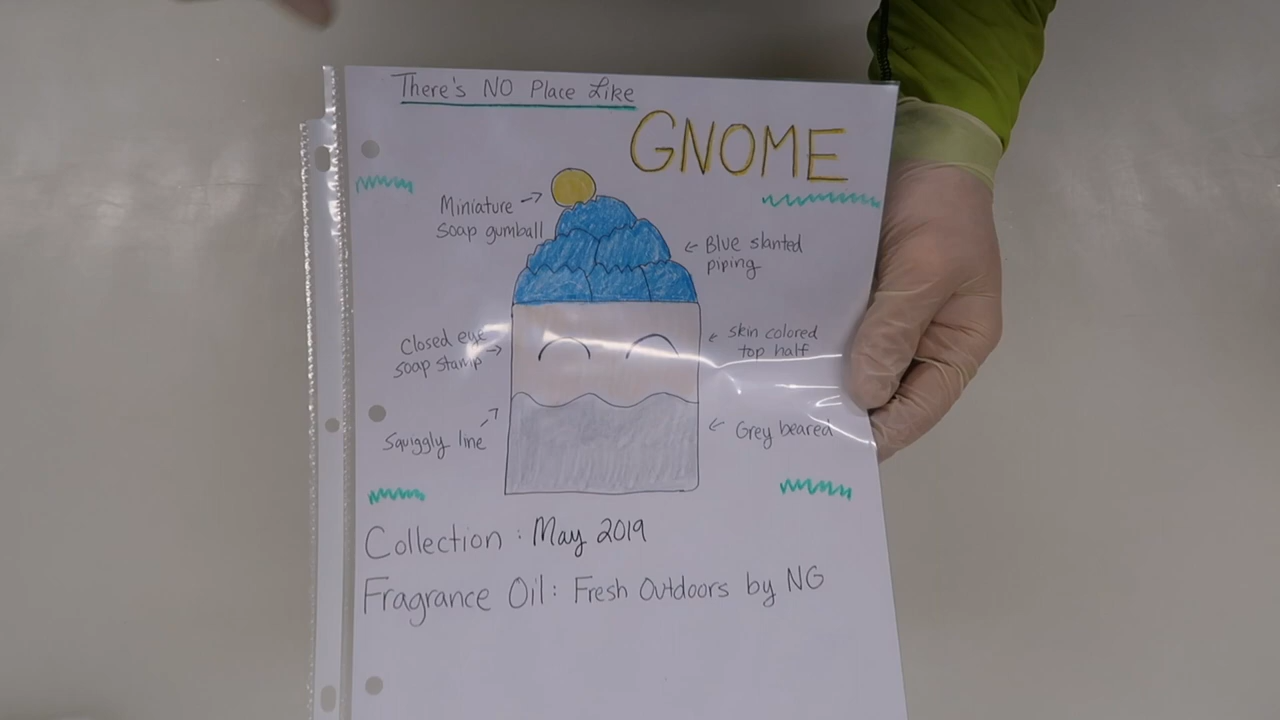 There's NO Place Like
GNOME
Miniature
soap gumball
Blue slanted
piping
Closed eye
soap stamp
skin colored
top half
Squiggly line
Grey beared
Collection : May 2019
Fragrance Oil: Fresh Outdoors by NG